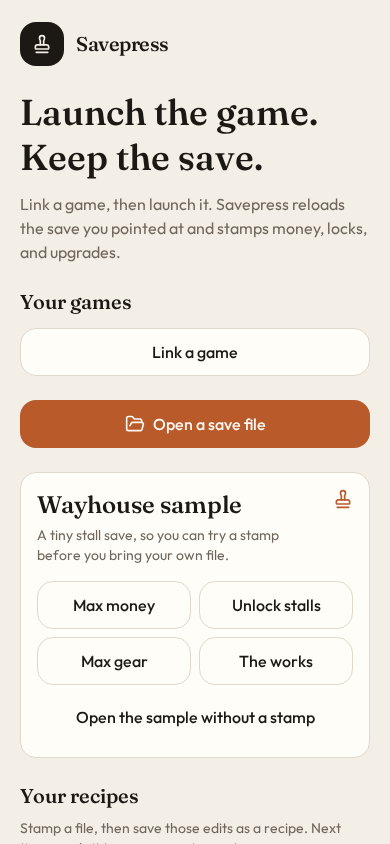 Savepress
Launch the game.
Keep the save.
Link a game, then launch it. Savepress reloads
the save you pointed at and stamps money, locks,
and upgrades.
Your games
Link a game
Open a save file
Wayhouse sample
A tiny stall save, so you can try a stamp
before you bring your own file.
Max money
Unlock stalls
Max gear
The works
Open the sample without a stamp
Your recipes
Stamp a file, then save those edits as a recipe. Next